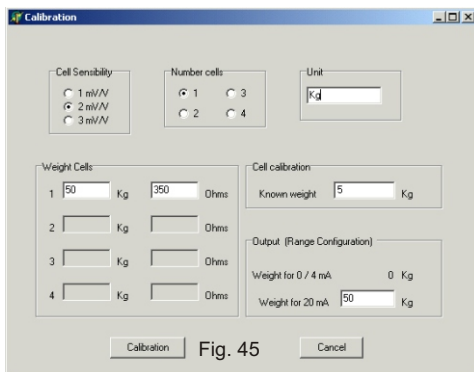 Calibration
Cell Sensibility
1 mV/V
2 mV/V
3 mV/V
Number cells
1
3
2
4
Unit
Kg
Weight Cells
1 50 Kg 350 Ohms
2 Kg Ohms
3 Kg Ohms
4 Kg Ohms
Cell calibration
Known weight 5 Kg
Output (Range Configuration)
Weight for 0 / 4 mA 0 Kg
Weight for 20 mA 50 Kg
Calibration Fig. 45 Cancel